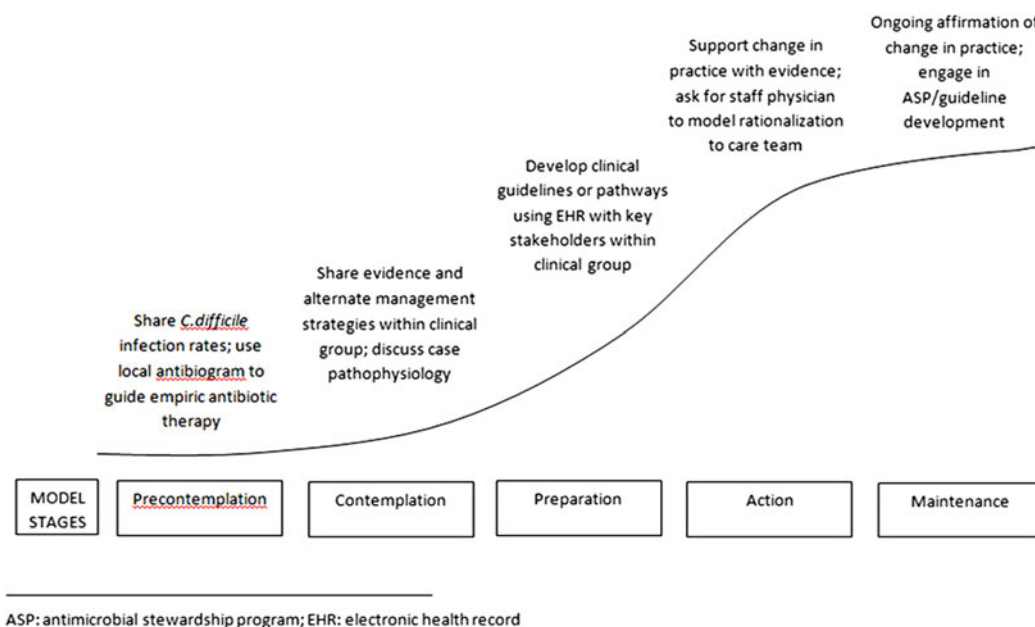 Share C.difficile
infection rates; use
local antibiogram to
guide empiric antibiotic
therapy
Share evidence and
alternate management
strategies within clinical
group; discuss case
pathophysiology
Develop clinical
guidelines or pathways
using EHR with key
stakeholders within
clinical group
Support change in
practice with evidence;
ask for staff physician
to model rationalization
to care team
Ongoing affirmation of
change in practice;
engage in
ASP/guideline
development
MODEL
STAGES
Precontemplation
Contemplation
Preparation
Action
Maintenance
ASP: antimicrobial stewardship program; EHR: electronic health record